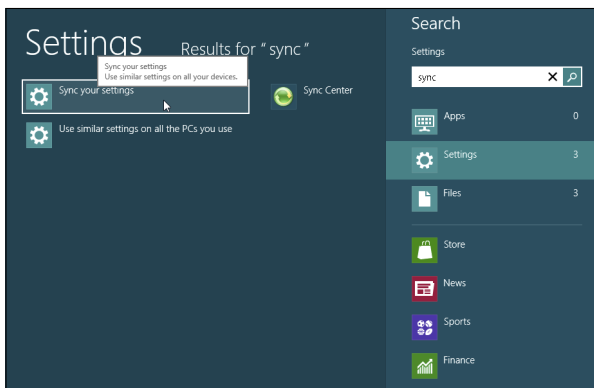 Settings Results for "sync"
Sync your settings
Use similar settings on all your devices.
Sync your settings
Sync Center
Use similar settings on all the PCs you use
Search
Settings
sync
Apps 0
Settings 3
Files 3
Store
News
Sports
Finance